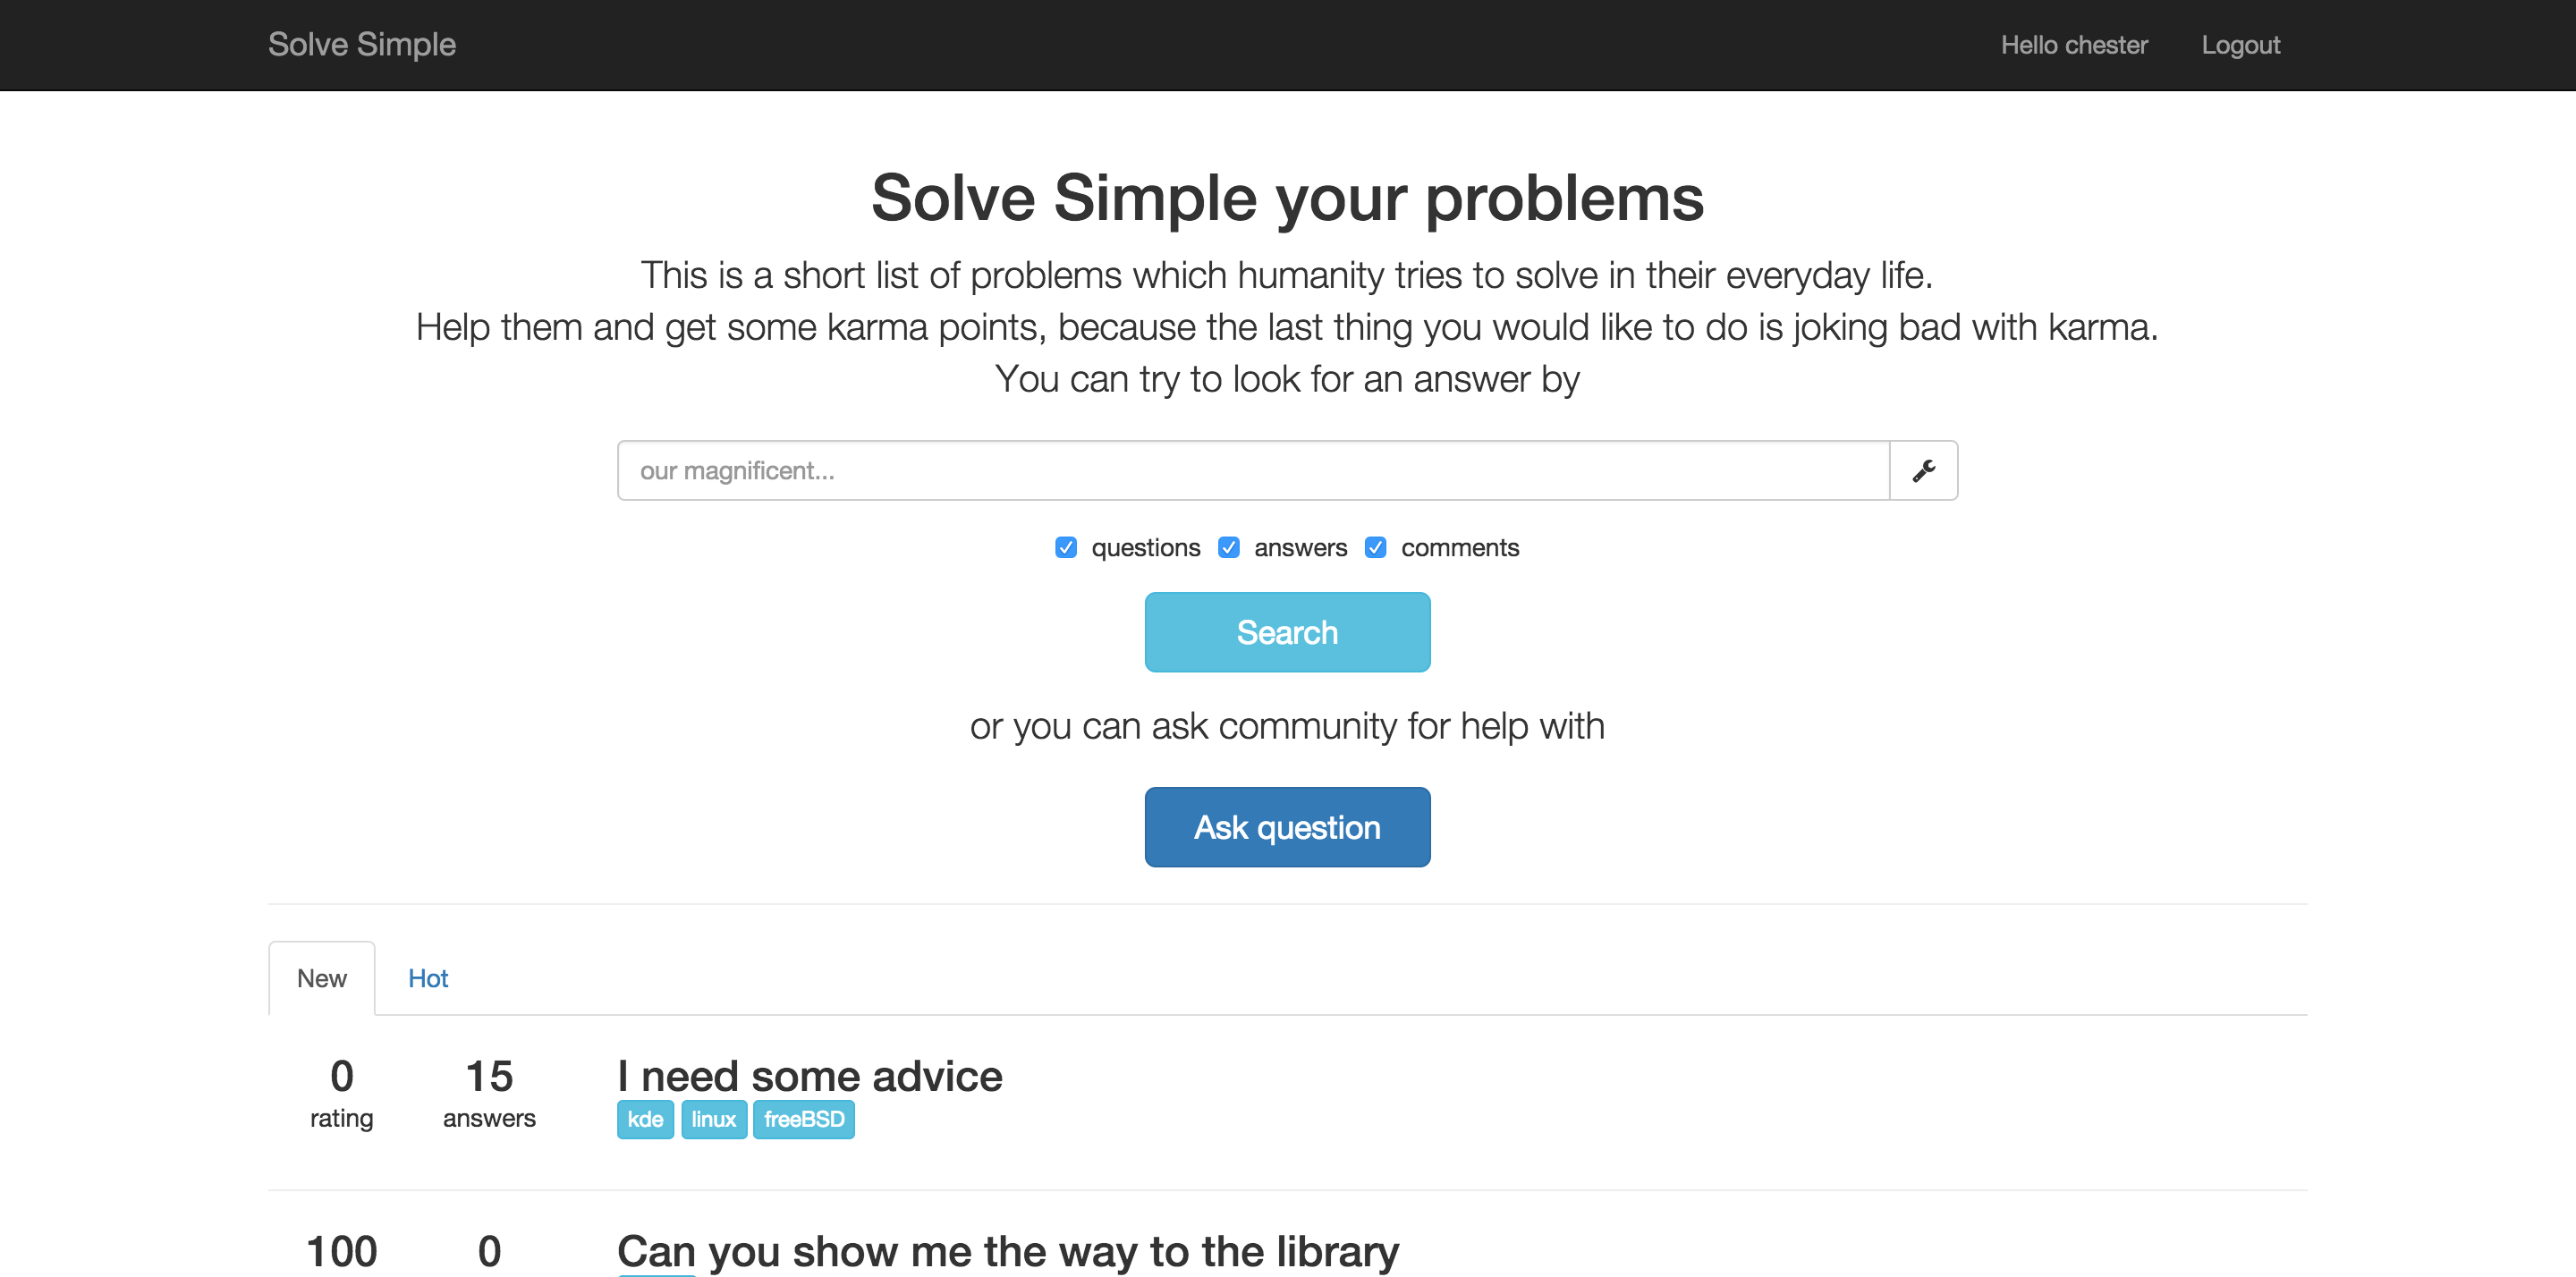 Solve Simple
Hello chester
Logout
Solve Simple your problems
This is a short list of problems which humanity tries to solve in their everyday life.
Help them and get some karma points, because the last thing you would like to do is joking bad with karma.
You can try to look for an answer by
our magnificent...
questions answers comments
Search
or you can ask community for help with
Ask question
New Hot
0 15 I need some advice
rating answers kde linux freeBSD
100 0 Can you show me the way to the library